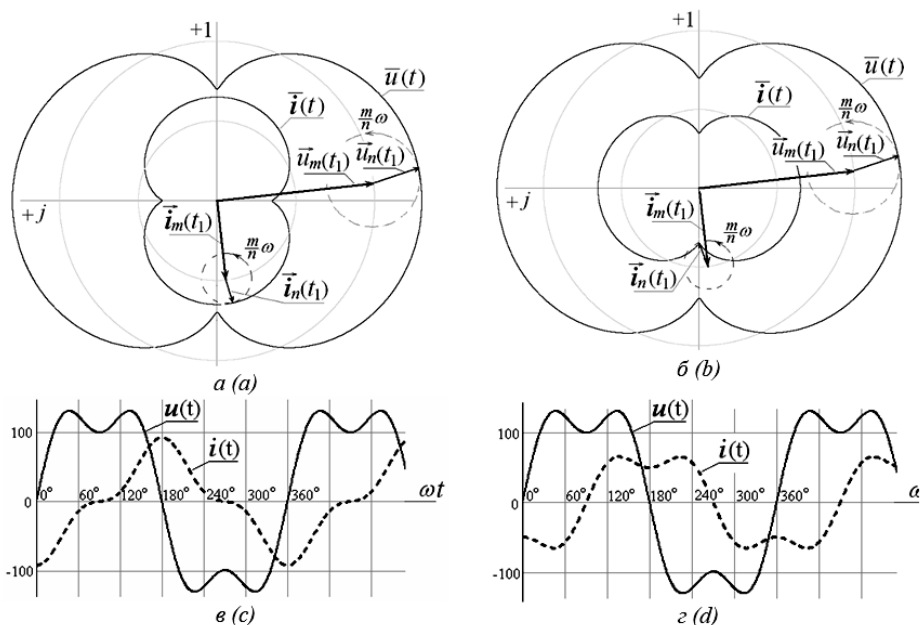 +1
u̅(t)
i̅(t)
m/n ω
u⃗m(t1)
u⃗n(t1)
+j
i⃗m(t1)
m/n ω
i⃗n(t1)
а (a)
+1
u̅(t)
i̅(t)
m/n ω
u⃗m(t1)
u⃗n(t1)
+j
i⃗m(t1)
m/n ω
i⃗n(t1)
б (b)
u(t)
100
i(t)
0
0° 60° 120° 180° 240° 300° 360°
ωt
-100
в (c)
u(t)
100
i(t)
0
0° 60° 120° 180° 240° 300° 360°
ω
-100
г (d)